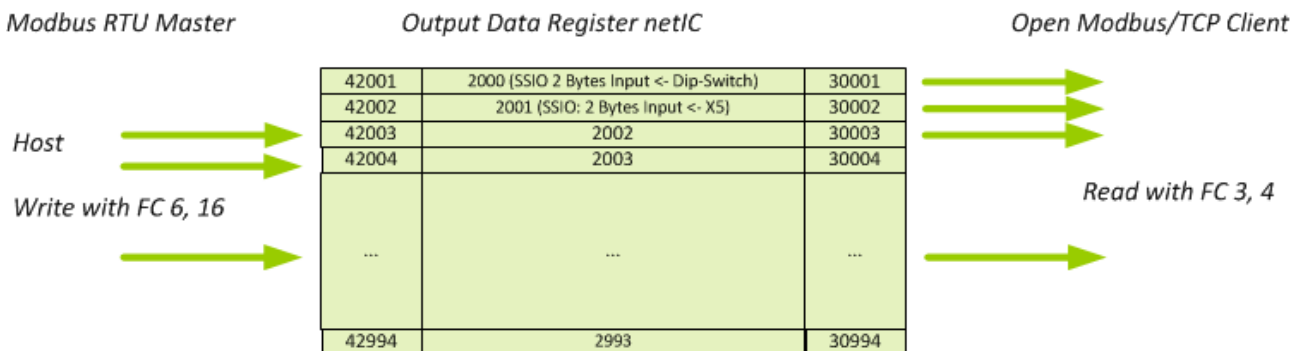 Modbus RTU Master Output Data Register netIC Open Modbus/TCP Client
42001 2000 (SSIO 2 Bytes Input <- Dip-Switch) 30001
42002 2001 (SSIO: 2 Bytes Input <- X5) 30002
Host 42003 2002 30003
42004 2003 30004
Write with FC 6, 16 Read with FC 3, 4
... ... ...
42994 2993 30994